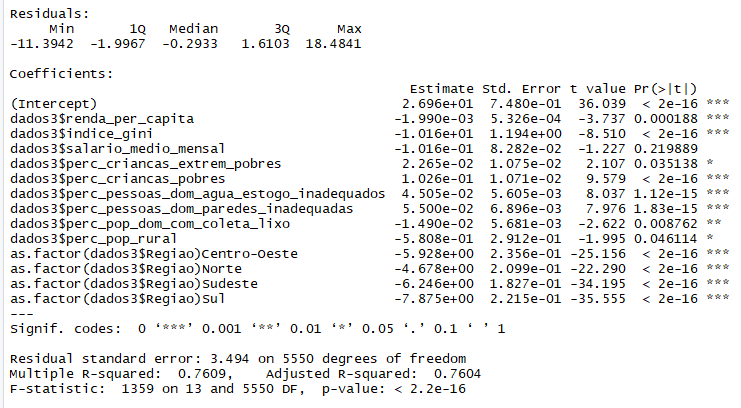 Residuals:
     Min       1Q   Median       3Q      Max
-11.3942  -1.9967  -0.2933   1.6103  18.4841
Coefficients:
                                                Estimate Std. Error t value Pr(>|t|)
(Intercept)                                    2.696e+01  7.480e-01  36.039  < 2e-16 ***
dados3$renda_per_capita                       -1.990e-03  5.326e-04  -3.737 0.000188 ***
dados3$indice_gini                            -1.016e+01  1.194e+00  -8.510  < 2e-16 ***
dados3$salario_medio_mensal                   -1.016e-01  8.282e-02  -1.227 0.219889
dados3$perc_criancas_extrem_pobres             2.265e-02  1.075e-02   2.107 0.035138 *
dados3$perc_criancas_pobres                    1.026e-01  1.071e-02   9.579  < 2e-16 ***
dados3$perc_pessoas_dom_agua_estogo_inadequados  4.505e-02  5.605e-03   8.037 1.12e-15 ***
dados3$perc_pessoas_dom_paredes_inadequadas    5.500e-02  6.896e-03   7.976 1.83e-15 ***
dados3$perc_pop_dom_com_coleta_lixo           -1.490e-02  5.681e-03  -2.622 0.008762 **
dados3$perc_pop_rural                         -5.808e-01  2.912e-01  -1.995 0.046114 *
as.factor(dados3$Regiao)Centro-Oeste          -5.928e+00  2.356e-01 -25.156  < 2e-16 ***
as.factor(dados3$Regiao)Norte                 -4.678e+00  2.099e-01 -22.290  < 2e-16 ***
as.factor(dados3$Regiao)Sudeste               -6.246e+00  1.827e-01 -34.195  < 2e-16 ***
as.factor(dados3$Regiao)Sul                   -7.875e+00  2.215e-01 -35.555  < 2e-16 ***
---
Signif. codes:  0 ‘***’ 0.001 ‘**’ 0.01 ‘*’ 0.05 ‘.’ 0.1 ‘ ’ 1
Residual standard error: 3.494 on 5550 degrees of freedom
Multiple R-squared:  0.7609,    Adjusted R-squared:  0.7604
F-statistic:  1359 on 13 and 5550 DF,  p-value: < 2.2e-16